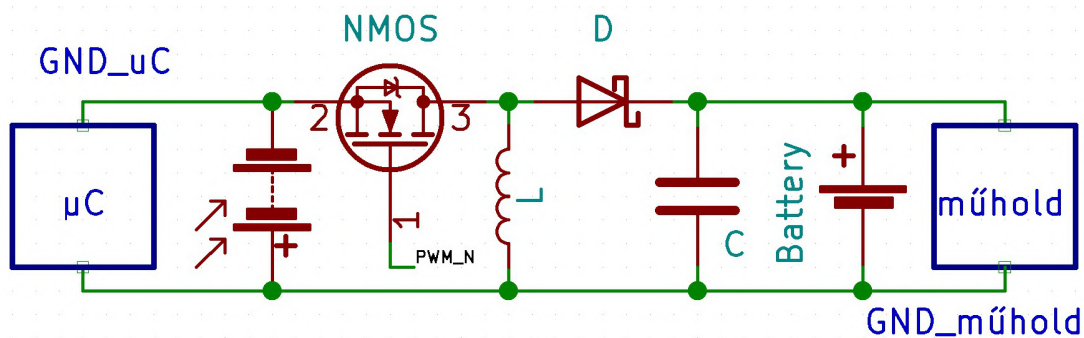 NMOS
D
GND_uC
2
3
µC
+
1
PWM_N
L
C
Battery
+
műhold
GND_műhold